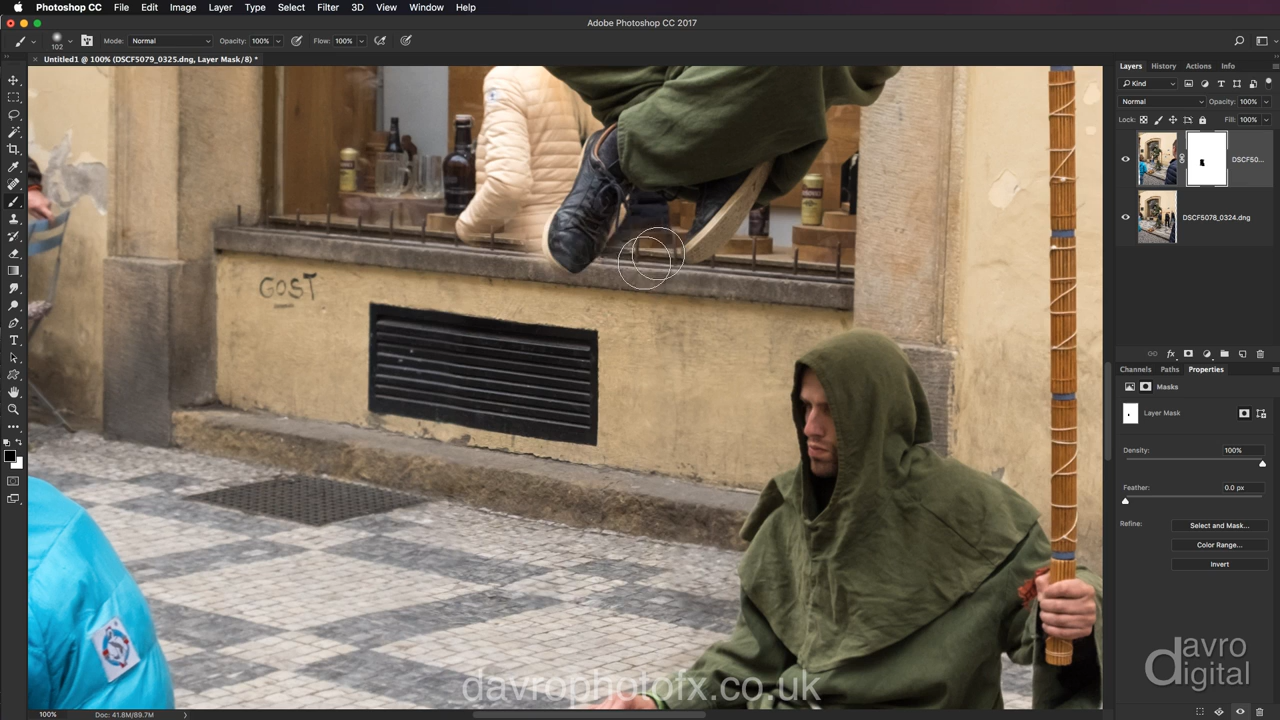 Photoshop CC File Edit Image Layer Type Select Filter 3D View Window Help
Adobe Photoshop CC 2017
102 Mode: Normal Opacity: 100% Flow: 100%
Untitled1 @ 100% (DSCF5079_0325.dng, Layer Mask/8) *
Layers History Actions Info
Kind
Normal Opacity: 100%
Lock: Fill: 100%
DSCF50...
DSCF5078_0324.dng
GOST
Channels Paths Properties
Masks
Layer Mask
Density: 100%
Feather: 0.0 px
Refine: Select and Mask...
Color Range...
Invert
davro
digital
davrophotofx.co.uk
100% Doc: 41.8M/89.7M